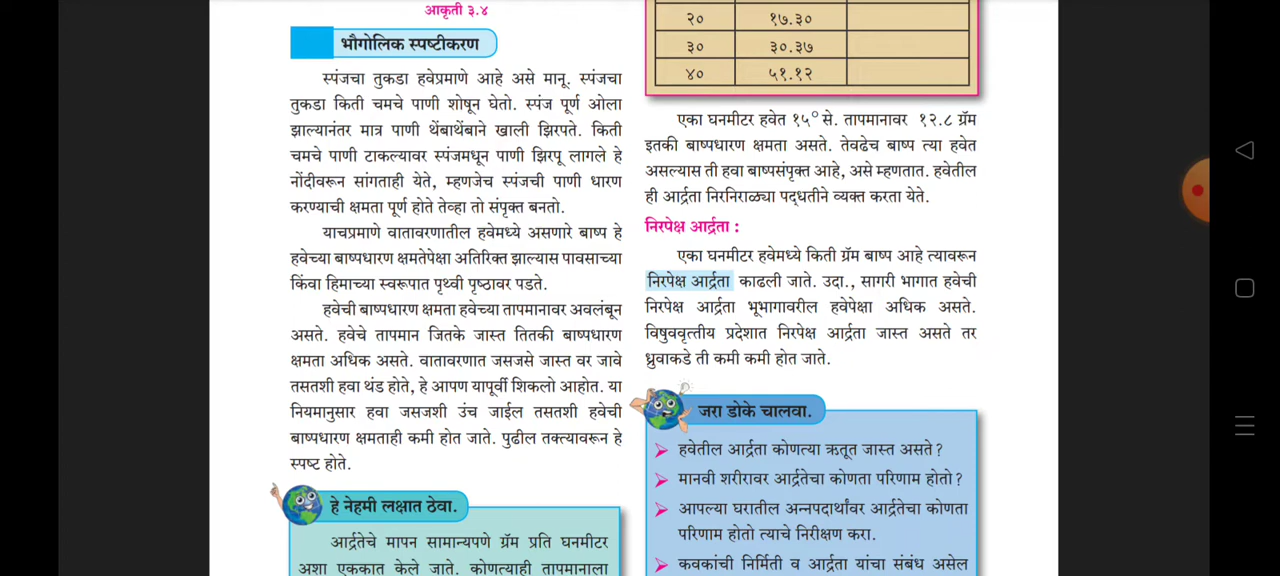 आकृती ३.४
भौगोलिक स्पष्टीकरण
स्पंजचा तुकडा हवेप्रमाणे आहे असे मानू. स्पंजचा
तुकडा किती चमचे पाणी शोषून घेतो. स्पंज पूर्ण ओला
झाल्यानंतर मात्र पाणी थेंबाथेंबाने खाली झिरपते. किती
चमचे पाणी टाकल्यावर स्पंजमधून पाणी झिरपू लागले हे
नोंदीवरून सांगताही येते, म्हणजेच स्पंजची पाणी धारण
करण्याची क्षमता पूर्ण होते तेव्हा तो संपृक्त बनतो.
याचप्रमाणे वातावरणातील हवेमध्ये असणारे बाष्प हे
हवेच्या बाष्पधारण क्षमतेपेक्षा अतिरिक्त झाल्यास पावसाच्या
किंवा हिमाच्या स्वरूपात पृथ्वी पृष्ठावर पडते.
हवेची बाष्पधारण क्षमता हवेच्या तापमानावर अवलंबून
असते. हवेचे तापमान जितके जास्त तितकी बाष्पधारण
क्षमता अधिक असते. वातावरणात जसजसे जास्त वर जावे
तसतशी हवा थंड होते, हे आपण यापूर्वी शिकलो आहोत. या
नियमानुसार हवा जसजशी उंच जाईल तसतशी हवेची
बाष्पधारण क्षमताही कमी होत जाते. पुढील तक्त्यावरून हे
स्पष्ट होते.
हे नेहमी लक्षात ठेवा.
आर्द्रतेचे मापन सामान्यपणे ग्रॅम प्रति घनमीटर
अशा एककात केले जाते. कोणत्याही तापमानाला
२० १७.३०
३० ३०.३७
४० ५१.१२
एका घनमीटर हवेत १५° से. तापमानावर १२.८ ग्रॅम
इतकी बाष्पधारण क्षमता असते. तेवढेच बाष्प त्या हवेत
असल्यास ती हवा बाष्पसंपृक्त आहे, असे म्हणतात. हवेतील
ही आर्द्रता निरनिराळ्या पद्धतीने व्यक्त करता येते.
निरपेक्ष आर्द्रता :
एका घनमीटर हवेमध्ये किती ग्रॅम बाष्प आहे त्यावरून
निरपेक्ष आर्द्रता काढली जाते. उदा., सागरी भागात हवेची
निरपेक्ष आर्द्रता भूभागावरील हवेपेक्षा अधिक असते.
विषुववृत्तीय प्रदेशात निरपेक्ष आर्द्रता जास्त असते तर
ध्रुवाकडे ती कमी कमी होत जाते.
जरा डोके चालवा.
➤ हवेतील आर्द्रता कोणत्या ऋतूत जास्त असते?
➤ मानवी शरीरावर आर्द्रतेचा कोणता परिणाम होतो?
➤ आपल्या घरातील अन्नपदार्थांवर आर्द्रतेचा कोणता
परिणाम होतो त्याचे निरीक्षण करा.
➤ कवकांची निर्मिती व आर्द्रता यांचा संबंध असेल